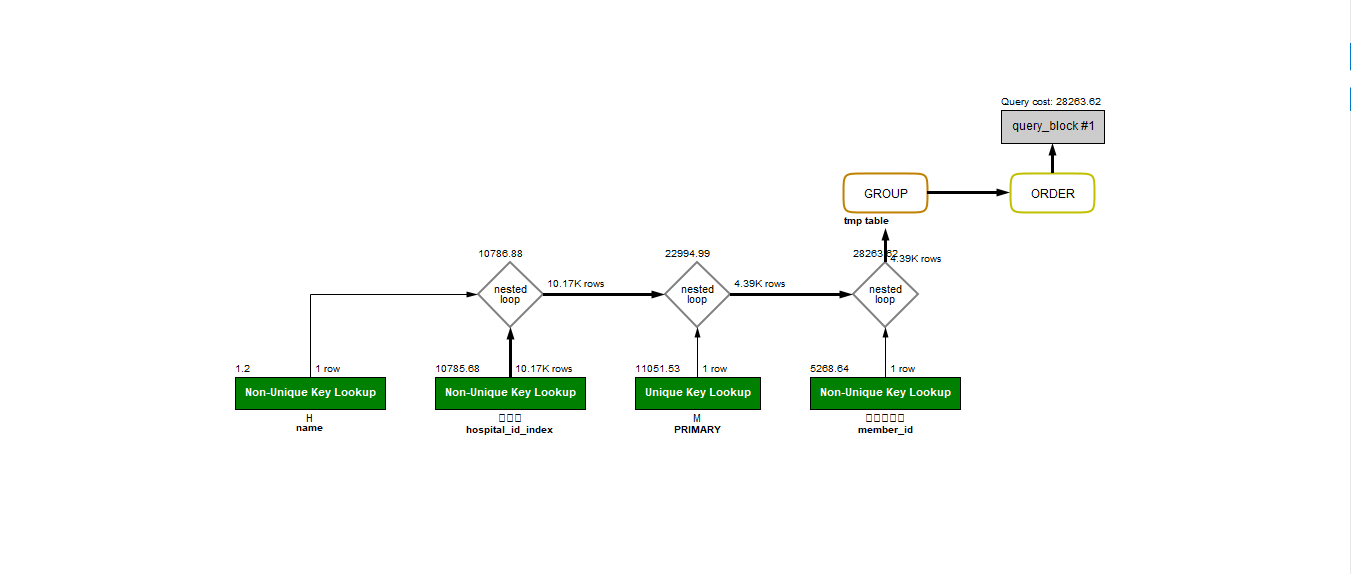 Query cost: 28263.62
query_block #1
GROUP
ORDER
tmp table
10786.88
22994.99
28263.62
4.39K rows
nested
loop
10.17K rows
nested
loop
4.39K rows
nested
loop
1.2
1 row
10785.68
10.17K rows
11051.53
1 row
5268.64
1 row
Non-Unique Key Lookup
Non-Unique Key Lookup
Unique Key Lookup
Non-Unique Key Lookup
H
name
hospital_id_index
M
PRIMARY
member_id